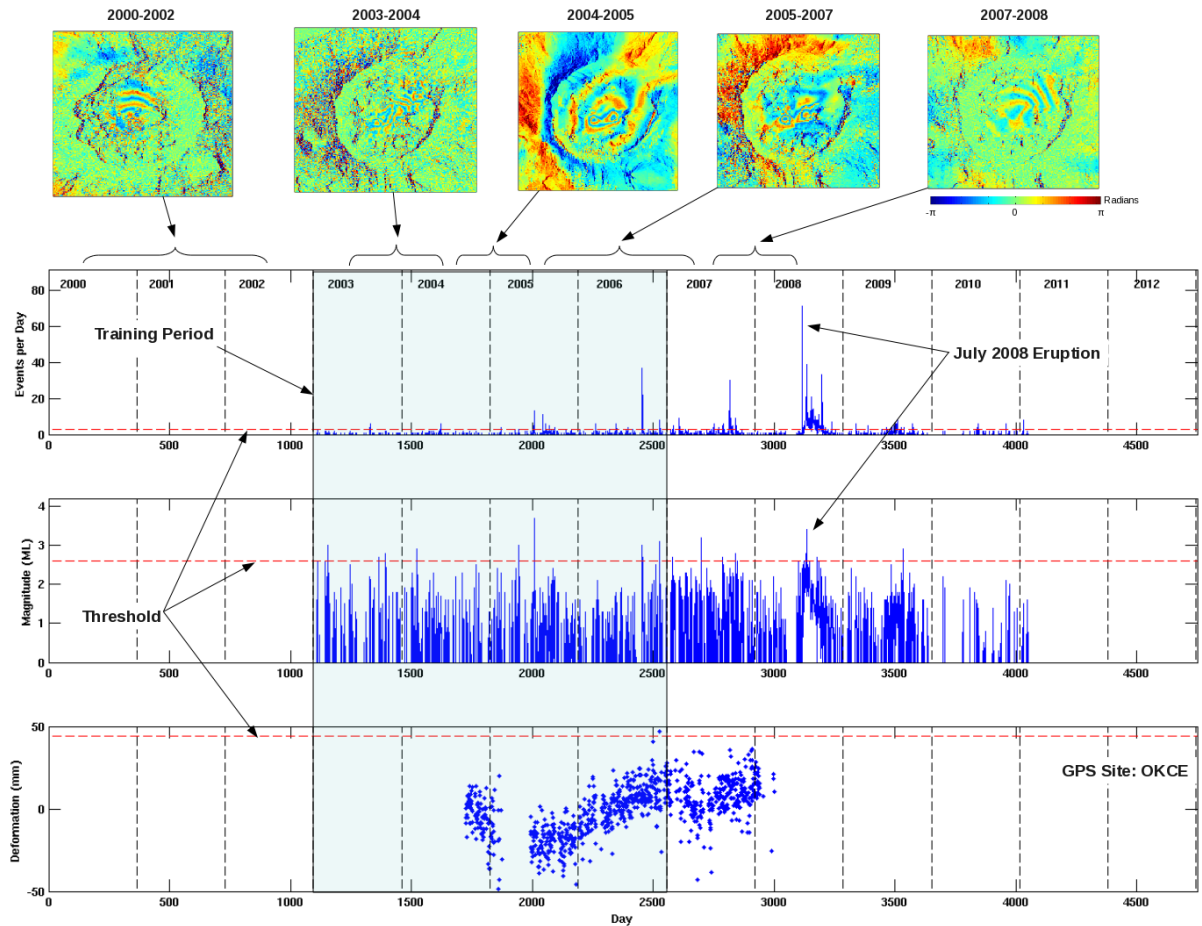 2000-2002 2003-2004 2004-2005 2005-2007 2007-2008
Radians
-π 0 π
2000 2001 2002 2003 2004 2005 2006 2007 2008 2009 2010 2011 2012
80
60
40
20
0
Events per Day
Training Period
July 2008 Eruption
0 500 1000 1500 2000 2500 3000 3500 4000 4500
4
3
2
1
0
Magnitude (ML)
Threshold
0 500 1000 1500 2000 2500 3000 3500 4000 4500
50
0
-50
Deformation (mm)
GPS Site: OKCE
0 500 1000 1500 2000 2500 3000 3500 4000 4500
Day